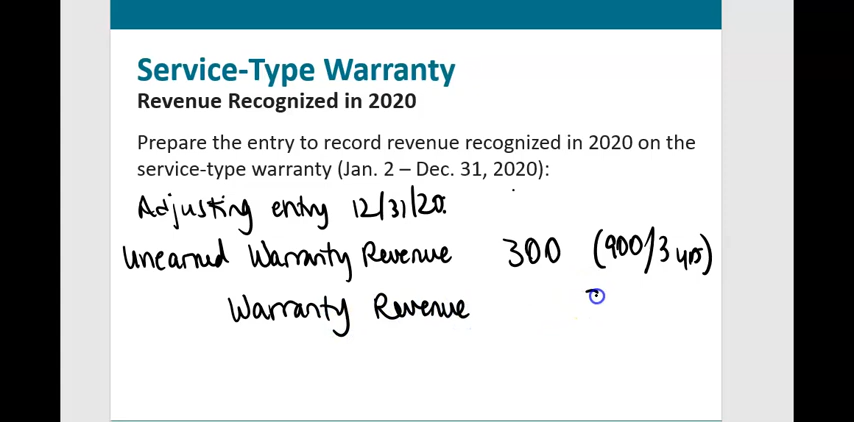 Service-Type Warranty
Revenue Recognized in 2020
Prepare the entry to record revenue recognized in 2020 on the
service-type warranty (Jan. 2 – Dec. 31, 2020):
Adjusting entry 12/31/20:
Unearned Warranty Revenue 300 (900/3 yrs)
Warranty Revenue